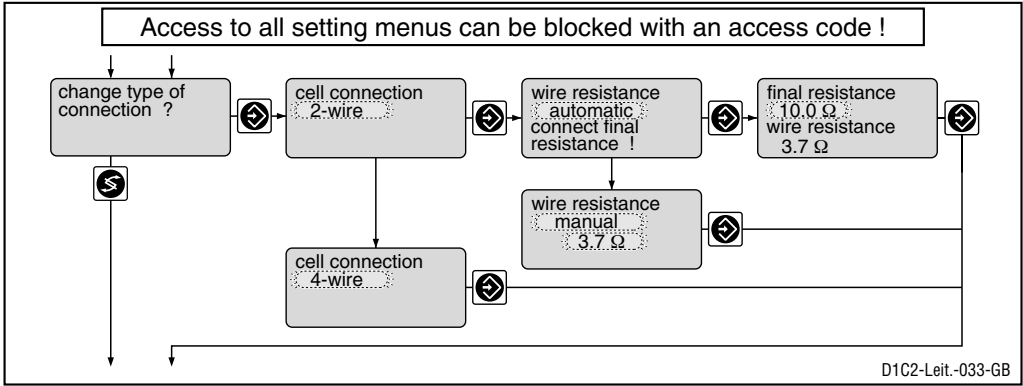 Access to all setting menus can be blocked with an access code !
change type of
connection ?
cell connection
2-wire
wire resistance
automatic
connect final
resistance !
final resistance
10.0 Ω
wire resistance
3.7 Ω
wire resistance
manual
3.7 Ω
cell connection
4-wire
D1C2-Leit.-033-GB